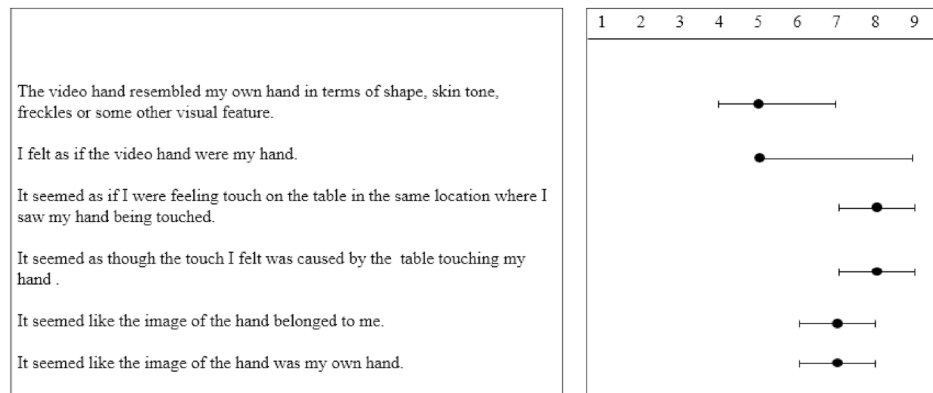 1 2 3 4 5 6 7 8 9
The video hand resembled my own hand in terms of shape, skin tone,
freckles or some other visual feature.
I felt as if the video hand were my hand.
It seemed as if I were feeling touch on the table in the same location where I
saw my hand being touched.
It seemed as though the touch I felt was caused by the table touching my
hand .
It seemed like the image of the hand belonged to me.
It seemed like the image of the hand was my own hand.